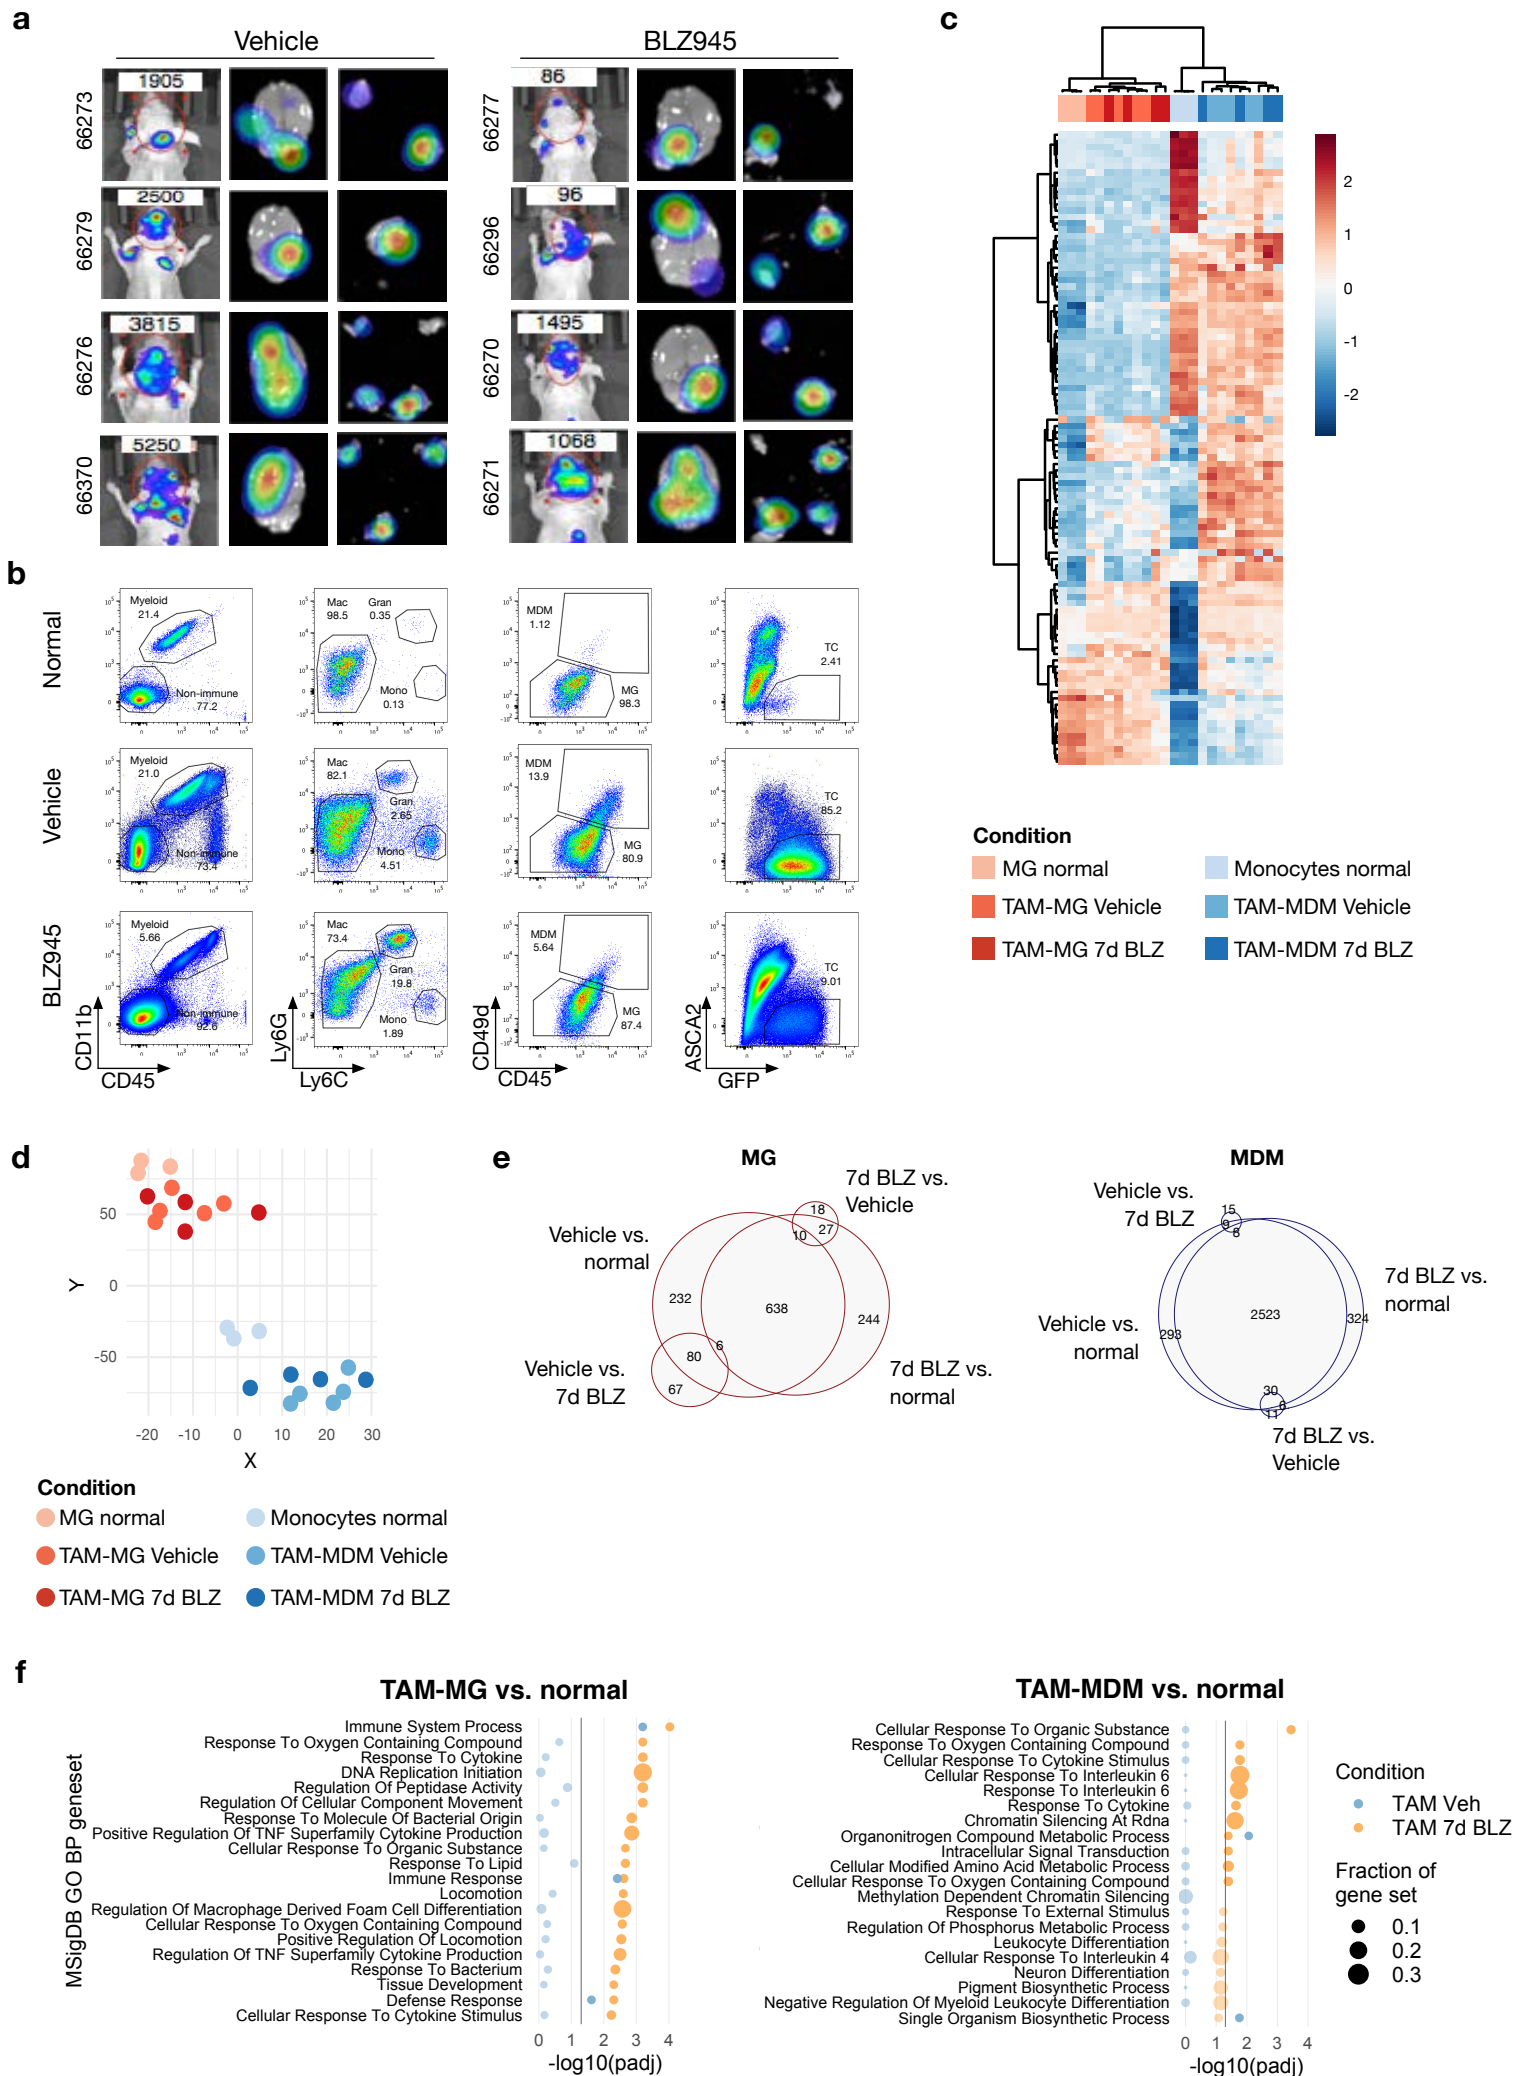 a
Vehicle
BLZ945
66273
1905
66277
86
66279
2500
66296
96
66276
3815
66270
1495
66370
5250
66271
1068
b
Normal
Myeloid
21.4
Non-immune
77.2
Mac
98.5
Gran
0.35
Mono
0.13
MDM
1.12
MG
98.3
TC
2.41
Vehicle
Myeloid
21.0
Non-immune
73.4
Mac
82.1
Gran
2.65
Mono
4.51
MDM
13.9
MG
80.9
TC
85.2
BLZ945
Myeloid
5.66
Non-immune
92.6
Mac
73.4
Gran
19.8
Mono
1.89
MDM
5.64
MG
87.4
TC
9.01
CD11b
CD45
Ly6G
Ly6C
CD49d
CD45
ASCA2
GFP
c
2
1
0
-1
-2
Condition
MG normal
Monocytes normal
TAM-MG Vehicle
TAM-MDM Vehicle
TAM-MG 7d BLZ
TAM-MDM 7d BLZ
d
50
0
-50
Y
-20 -10 0 10 20 30
X
Condition
MG normal
Monocytes normal
TAM-MG Vehicle
TAM-MDM Vehicle
TAM-MG 7d BLZ
TAM-MDM 7d BLZ
e
MG
7d BLZ vs.
Vehicle
Vehicle vs.
normal
18
27
10
232
638
244
6
80
67
Vehicle vs.
7d BLZ
7d BLZ vs.
normal
MDM
Vehicle vs.
7d BLZ
15
9
6
7d BLZ vs.
normal
Vehicle vs.
normal
293
2523
324
30
6
11
7d BLZ vs.
Vehicle
f
TAM-MG vs. normal
MSigDB GO BP geneset
Immune System Process
Response To Oxygen Containing Compound
Response To Cytokine
DNA Replication Initiation
Regulation Of Peptidase Activity
Regulation Of Cellular Component Movement
Response To Molecule Of Bacterial Origin
Positive Regulation Of TNF Superfamily Cytokine Production
Cellular Response To Organic Substance
Response To Lipid
Immune Response
Locomotion
Regulation Of Macrophage Derived Foam Cell Differentiation
Cellular Response To Oxygen Containing Compound
Positive Regulation Of Locomotion
Regulation Of TNF Superfamily Cytokine Production
Response To Bacterium
Tissue Development
Defense Response
Cellular Response To Cytokine Stimulus
0 1 2 3 4
-log10(padj)
TAM-MDM vs. normal
Cellular Response To Organic Substance
Response To Oxygen Containing Compound
Cellular Response To Cytokine Stimulus
Cellular Response To Interleukin 6
Response To Interleukin 6
Response To Cytokine
Chromatin Silencing At Rdna
Organonitrogen Compound Metabolic Process
Intracellular Signal Transduction
Cellular Modified Amino Acid Metabolic Process
Cellular Response To Oxygen Containing Compound
Methylation Dependent Chromatin Silencing
Response To External Stimulus
Regulation Of Phosphorus Metabolic Process
Leukocyte Differentiation
Cellular Response To Interleukin 4
Neuron Differentiation
Pigment Biosynthetic Process
Negative Regulation Of Myeloid Leukocyte Differentiation
Single Organism Biosynthetic Process
0 1 2 3 4
-log10(padj)
Condition
TAM Veh
TAM 7d BLZ
Fraction of
gene set
0.1
0.2
0.3